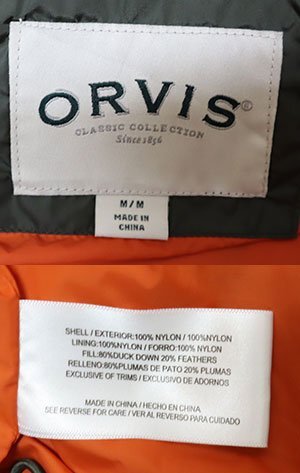 ORVIS®
CLASSIC COLLECTION
Since 1856
M / M
MADE IN
CHINA
SHELL / EXTERIOR:100% NYLON / 100%NYLON
LINING:100%NYLON / FORRO:100% NYLON
FILL:80%DUCK DOWN 20% FEATHERS
RELLENO:80%PLUMAS DE PATO 20% PLUMAS
EXCLUSIVE OF TRIMS / EXCLUSIVO DE ADORNOS
MADE IN CHINA / HECHO EN CHINA
SEE REVERSE FOR CARE / VER AL REVERSO PARA CUIDADO